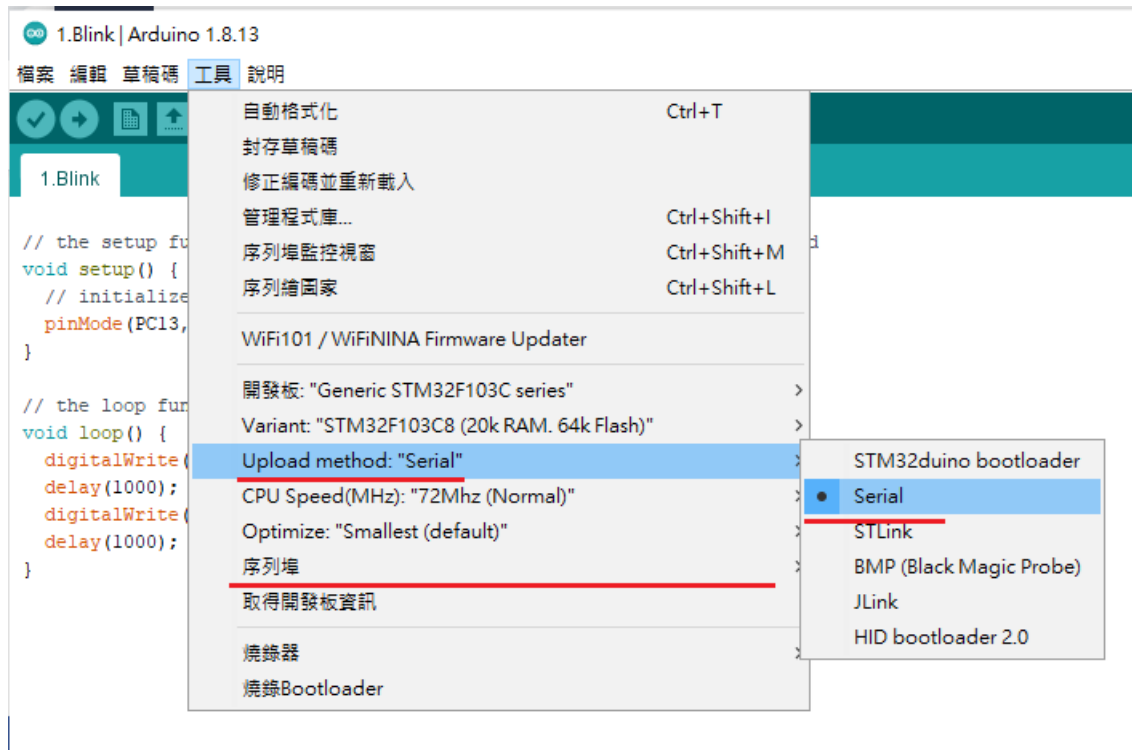 1.Blink | Arduino 1.8.13
檔案 編輯 草稿碼 工具 說明
1.Blink
自動格式化 Ctrl+T
封存草稿碼
修正編碼並重新載入
管理程式庫... Ctrl+Shift+I
序列埠監控視窗 Ctrl+Shift+M
序列繪圖家 Ctrl+Shift+L
WiFi101 / WiFiNINA Firmware Updater
開發板: "Generic STM32F103C series"
Variant: "STM32F103C8 (20k RAM. 64k Flash)"
Upload method: "Serial"
CPU Speed(MHz): "72Mhz (Normal)"
Optimize: "Smallest (default)"
序列埠
取得開發板資訊
燒錄器
燒錄Bootloader
STM32duino bootloader
Serial
STLink
BMP (Black Magic Probe)
JLink
HID bootloader 2.0
// the setup fu d
void setup() {
// initialize
pinMode(PC13,
}
// the loop fun
void loop() {
digitalWrite(
delay(1000);
digitalWrite(
delay(1000);
}